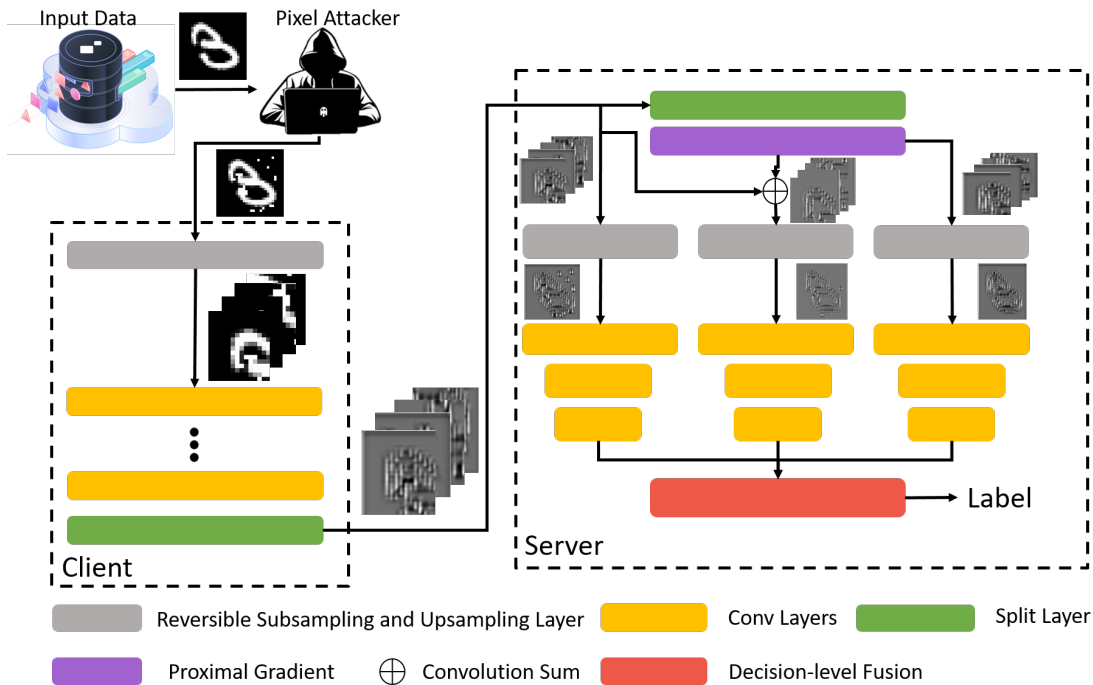 Input Data
Pixel Attacker
Client
Server
Label
Reversible Subsampling and Upsampling Layer
Conv Layers
Split Layer
Proximal Gradient
Convolution Sum
Decision-level Fusion